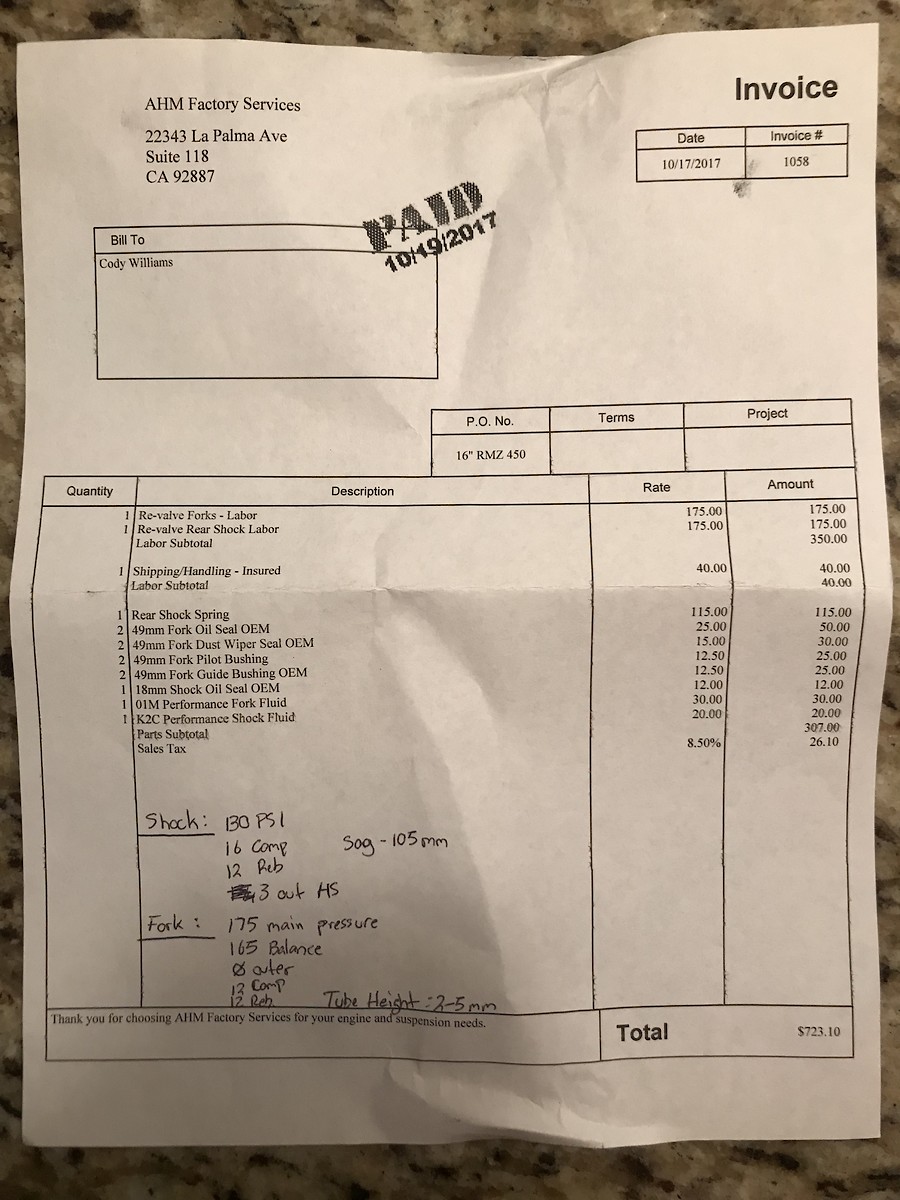 Invoice
AHM Factory Services
22343 La Palma Ave
Suite 118
CA 92887
Date Invoice #
10/17/2017 1058
PAID
10/19/2017
Bill To
Cody Williams
P.O. No. Terms Project
16" RMZ 450
Quantity Description Rate Amount
1 Re-valve Forks - Labor 175.00 175.00
1 Re-valve Rear Shock Labor 175.00 175.00
Labor Subtotal 350.00
1 Shipping/Handling - Insured 40.00 40.00
Labor Subtotal 40.00
1 Rear Shock Spring 115.00 115.00
2 49mm Fork Oil Seal OEM 25.00 50.00
2 49mm Fork Dust Wiper Seal OEM 15.00 30.00
2 49mm Fork Pilot Bushing 12.50 25.00
2 49mm Fork Guide Bushing OEM 12.50 25.00
1 18mm Shock Oil Seal OEM 12.00 12.00
1 01M Performance Fork Fluid 30.00 30.00
1 K2C Performance Shock Fluid 20.00 20.00
Parts Subtotal 307.00
Sales Tax 8.50% 26.10
Shock: 130 PSI
16 Comp Sag - 105mm
12 Reb
3 out HS
Fork: 175 main pressure
165 Balance
Ø outer
12 Comp
12 Reb Tube Height: 2-5mm
Thank you for choosing AHM Factory Services for your engine and suspension needs.
Total $723.10